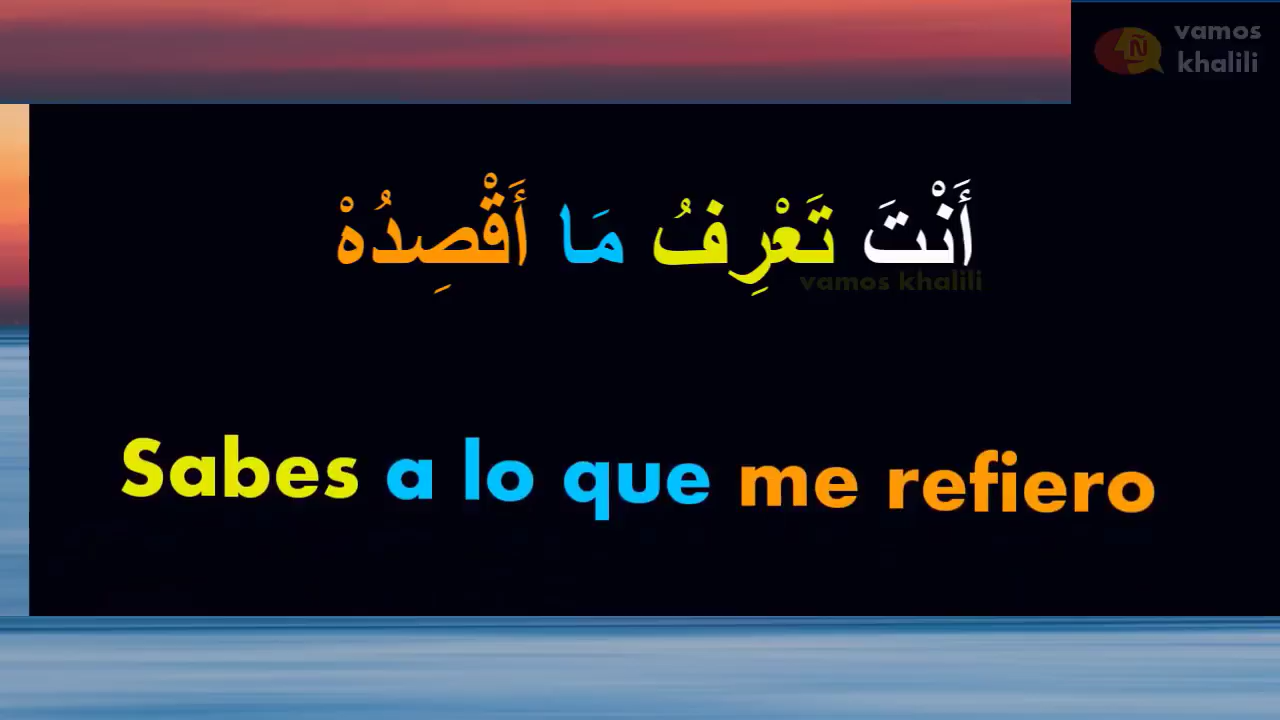 vamos
khalili
Ñ
أَنْتَ تَعْرِفُ مَا أَقْصِدُهْ
vamos khalili
Sabes a lo que me refiero